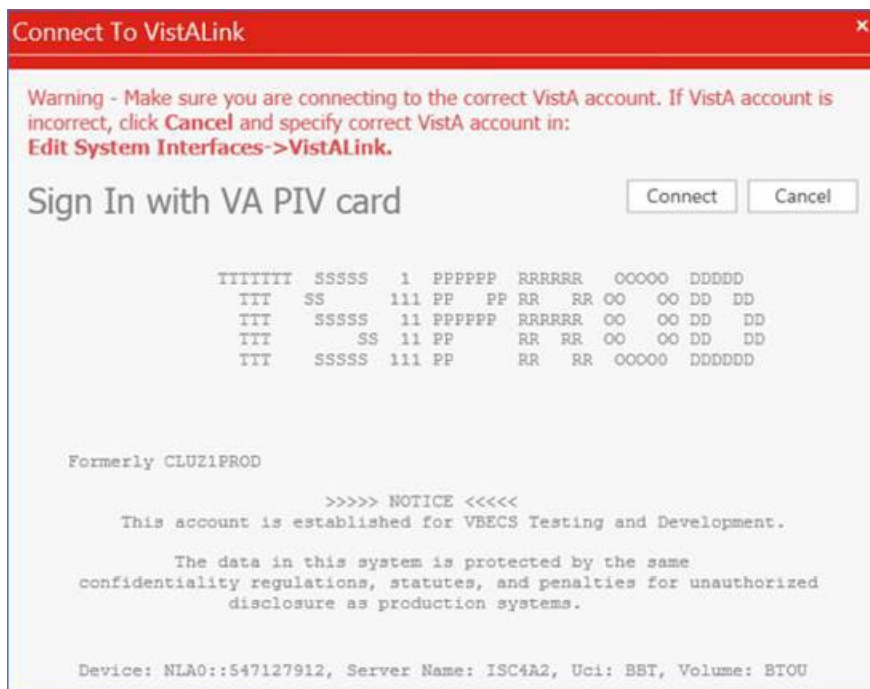 Connect To VistALink ×
Warning - Make sure you are connecting to the correct VistA account. If VistA account is
incorrect, click Cancel and specify correct VistA account in:
Edit System Interfaces->VistALink.
Sign In with VA PIV card Connect Cancel
TTTTTTT SSSSS 1 PPPPPP RRRRRR OOOOO DDDDD
TTT SS 111 PP PP RR RR OO OO DD DD
TTT SSSSS 11 PPPPPP RRRRRR OO OO DD DD
TTT SS 11 PP RR RR OO OO DD DD
TTT SSSSS 111 PP RR RR OOOOO DDDDDD
Formerly CLUZ1PROD
>>>>> NOTICE <<<<<
This account is established for VBECS Testing and Development.
The data in this system is protected by the same
confidentiality regulations, statutes, and penalties for unauthorized
disclosure as production systems.
Device: NLA0::547127912, Server Name: ISC4A2, Uci: BBT, Volume: BTOU